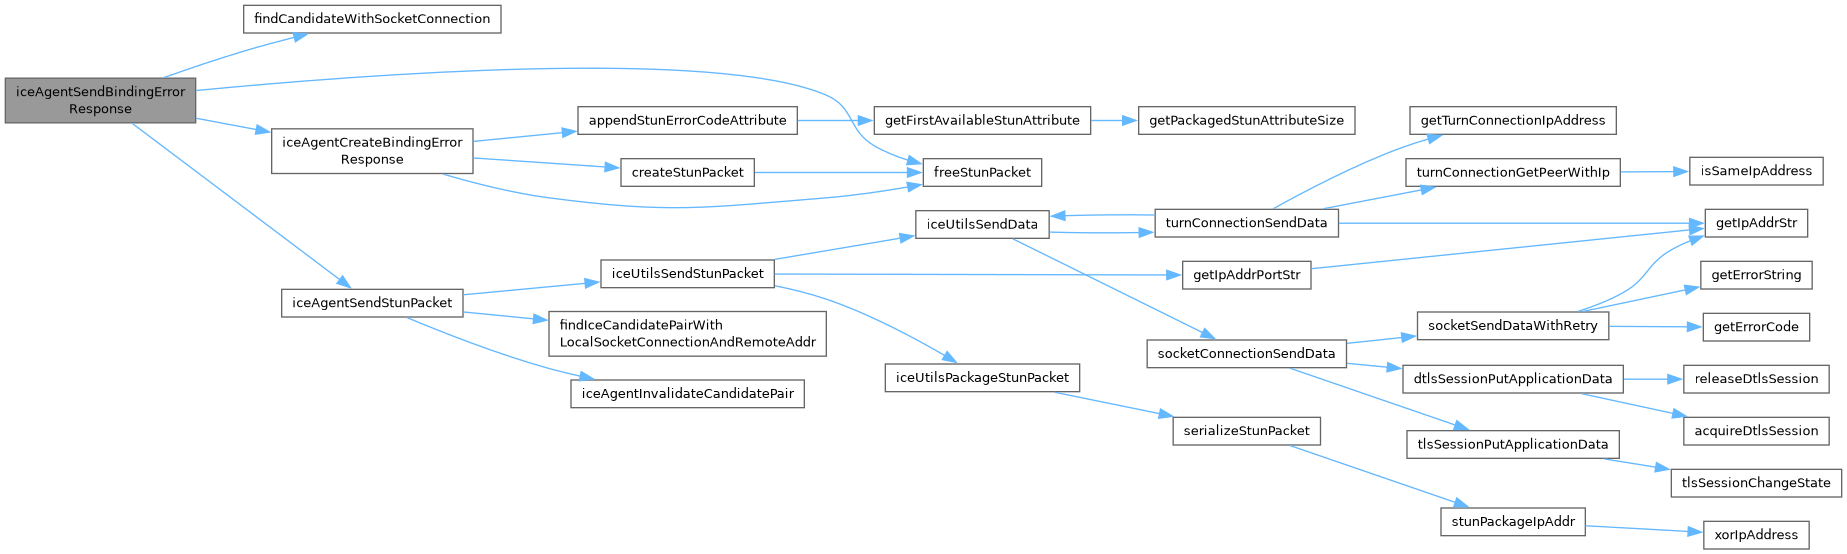 iceAgentSendBindingError
Response
findCandidateWithSocketConnection
iceAgentCreateBindingError
Response
iceAgentSendStunPacket
appendStunErrorCodeAttribute
createStunPacket
iceUtilsSendStunPacket
findIceCandidatePairWith
LocalSocketConnectionAndRemoteAddr
iceAgentInvalidateCandidatePair
getFirstAvailableStunAttribute
freeStunPacket
iceUtilsSendData
iceUtilsPackageStunPacket
getPackagedStunAttributeSize
turnConnectionSendData
getIpAddrPortStr
socketConnectionSendData
serializeStunPacket
getTurnConnectionIpAddress
turnConnectionGetPeerWithIp
socketSendDataWithRetry
dtlsSessionPutApplicationData
tlsSessionPutApplicationData
stunPackageIpAddr
isSameIpAddress
getIpAddrStr
getErrorString
getErrorCode
releaseDtlsSession
acquireDtlsSession
tlsSessionChangeState
xorIpAddress